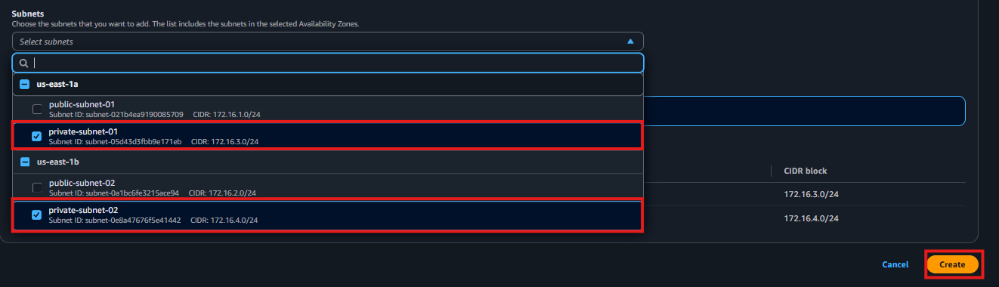 Subnets
Choose the subnets that you want to add. The list includes the subnets in the selected Availability Zones.
Select subnets
us-east-1a
public-subnet-01
Subnet ID: subnet-021b4ea9190085709 CIDR: 172.16.1.0/24
private-subnet-01
Subnet ID: subnet-05d43d3fbb9e171eb CIDR: 172.16.3.0/24
us-east-1b
public-subnet-02
Subnet ID: subnet-0a1bc6fe3215ace94 CIDR: 172.16.2.0/24
private-subnet-02
Subnet ID: subnet-0e8a47676f5e41442 CIDR: 172.16.4.0/24
CIDR block
172.16.3.0/24
172.16.4.0/24
Cancel
Create